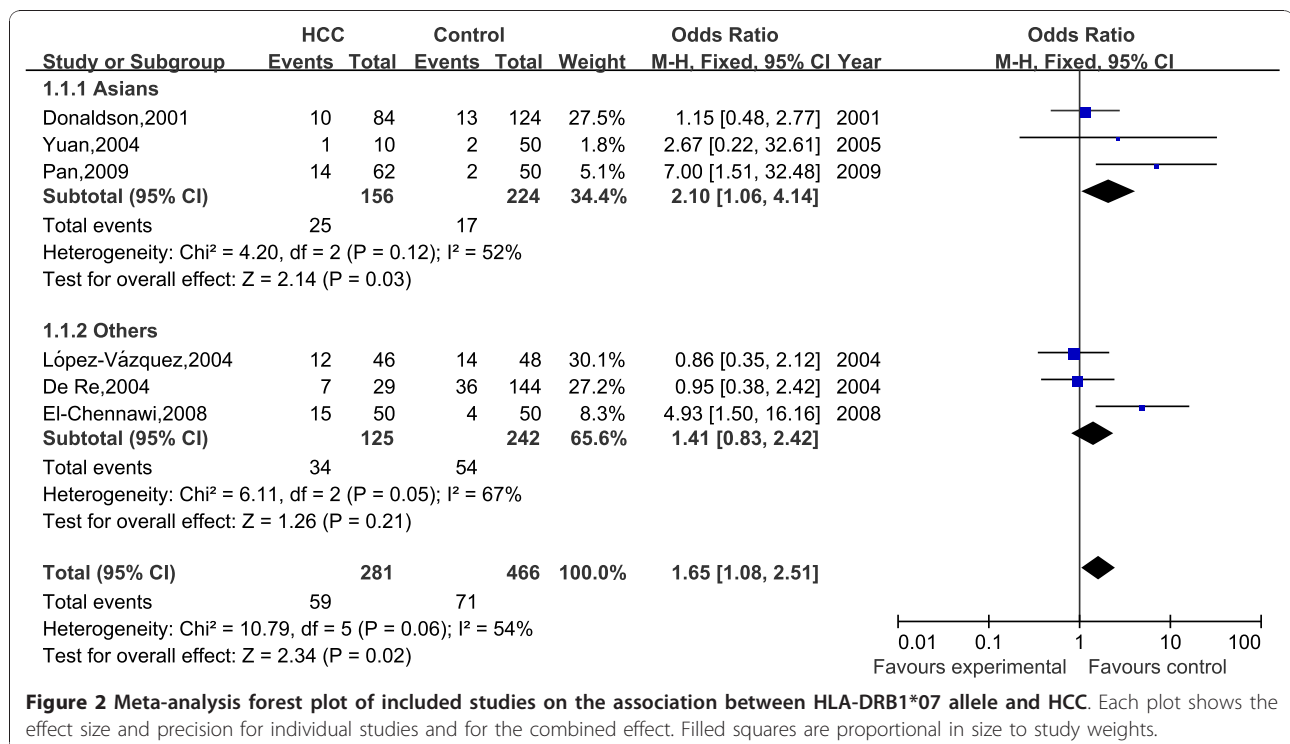 HCC Control Odds Ratio Odds Ratio
Study or Subgroup Events Total Events Total Weight M-H, Fixed, 95% CI Year M-H, Fixed, 95% CI
1.1.1 Asians
Donaldson,2001 10 84 13 124 27.5% 1.15 [0.48, 2.77] 2001
Yuan,2004 1 10 2 50 1.8% 2.67 [0.22, 32.61] 2005
Pan,2009 14 62 2 50 5.1% 7.00 [1.51, 32.48] 2009
Subtotal (95% CI) 156 224 34.4% 2.10 [1.06, 4.14]
Total events 25 17
Heterogeneity: Chi² = 4.20, df = 2 (P = 0.12); I² = 52%
Test for overall effect: Z = 2.14 (P = 0.03)
1.1.2 Others
López-Vázquez,2004 12 46 14 48 30.1% 0.86 [0.35, 2.12] 2004
De Re,2004 7 29 36 144 27.2% 0.95 [0.38, 2.42] 2004
El-Chennawi,2008 15 50 4 50 8.3% 4.93 [1.50, 16.16] 2008
Subtotal (95% CI) 125 242 65.6% 1.41 [0.83, 2.42]
Total events 34 54
Heterogeneity: Chi² = 6.11, df = 2 (P = 0.05); I² = 67%
Test for overall effect: Z = 1.26 (P = 0.21)
Total (95% CI) 281 466 100.0% 1.65 [1.08, 2.51]
Total events 59 71
Heterogeneity: Chi² = 10.79, df = 5 (P = 0.06); I² = 54%
Test for overall effect: Z = 2.34 (P = 0.02)
0.01 0.1 1 10 100
Favours experimental Favours control
Figure 2 Meta-analysis forest plot of included studies on the association between HLA-DRB1*07 allele and HCC. Each plot shows the
effect size and precision for individual studies and for the combined effect. Filled squares are proportional in size to study weights.